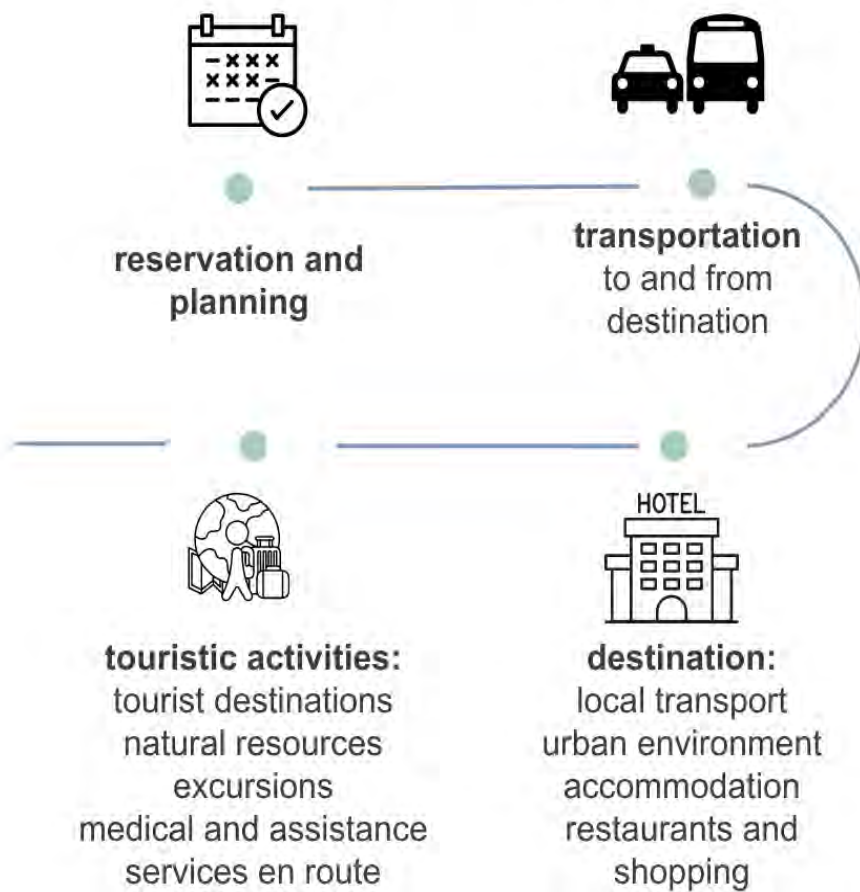 reservation and
planning
transportation
to and from
destination
HOTEL
destination:
local transport
urban environment
accommodation
restaurants and
shopping
touristic activities:
tourist destinations
natural resources
excursions
medical and assistance
services en route